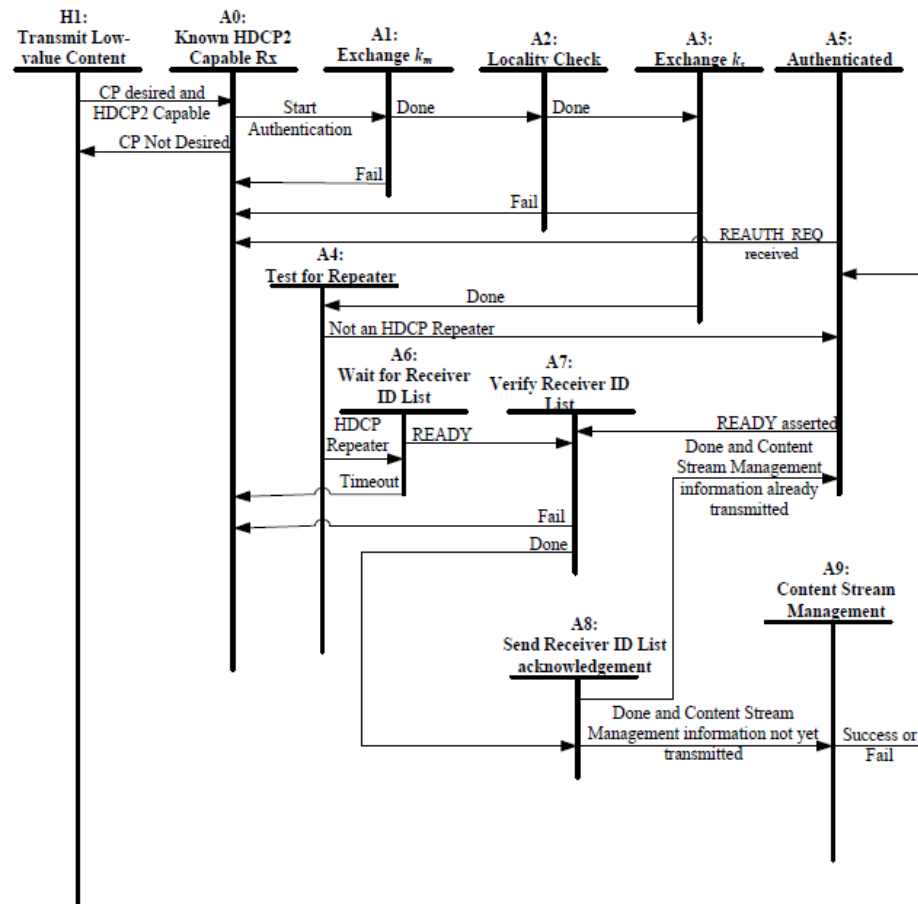 H1:
Transmit Low-
value Content
A0:
Known HDCP2
Capable Rx
A1:
Exchange km
A2:
Locality Check
A3:
Exchange ks
A5:
Authenticated
CP desired and
HDCP2 Capable
Start
Authentication
Done
Done
CP Not Desired
Fail
Fail
REAUTH_REQ
received
A4:
Test for Repeater
Done
Not an HDCP Repeater
A6:
Wait for Receiver
ID List
A7:
Verify Receiver ID
List
HDCP
Repeater
READY
READY asserted
Done and Content
Stream Management
information already
transmitted
Timeout
Fail
Done
A9:
Content Stream
Management
A8:
Send Receiver ID List
acknowledgement
Done and Content Stream
Management information not yet
transmitted
Success or
Fail